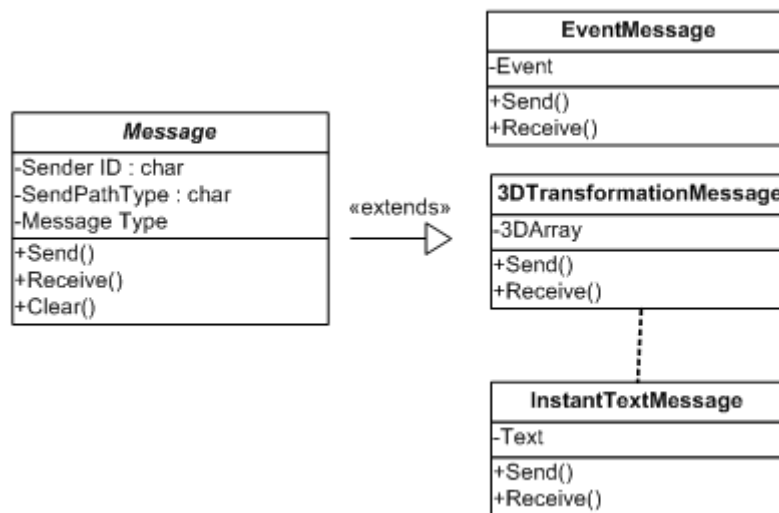 Message
-Sender ID : char
-SendPathType : char
-Message Type
+Send()
+Receive()
+Clear()
«extends»
EventMessage
-Event
+Send()
+Receive()
3DTransformationMessage
-3DArray
+Send()
+Receive()
InstantTextMessage
-Text
+Send()
+Receive()